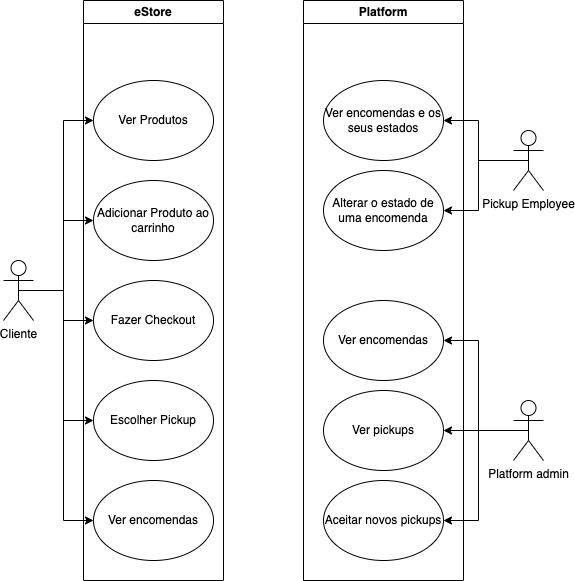 eStore
Platform
Ver Produtos
Adicionar Produto ao
carrinho
Fazer Checkout
Escolher Pickup
Ver encomendas
Cliente
Ver encomendas e os
seus estados
Alterar o estado de
uma encomenda
Pickup Employee
Ver encomendas
Ver pickups
Aceitar novos pickups
Platform admin